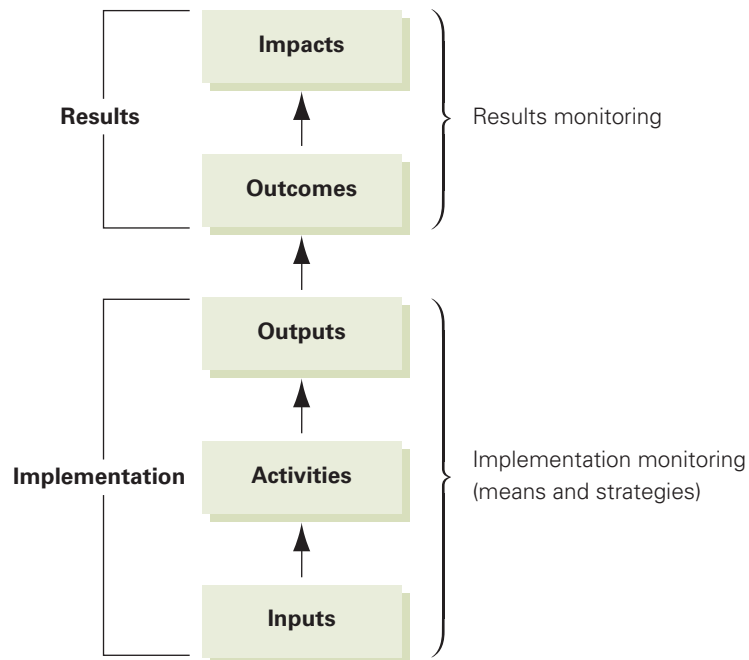 Impacts
Results
Results monitoring
Outcomes
Outputs
Activities
Implementation
Implementation monitoring
(means and strategies)
Inputs